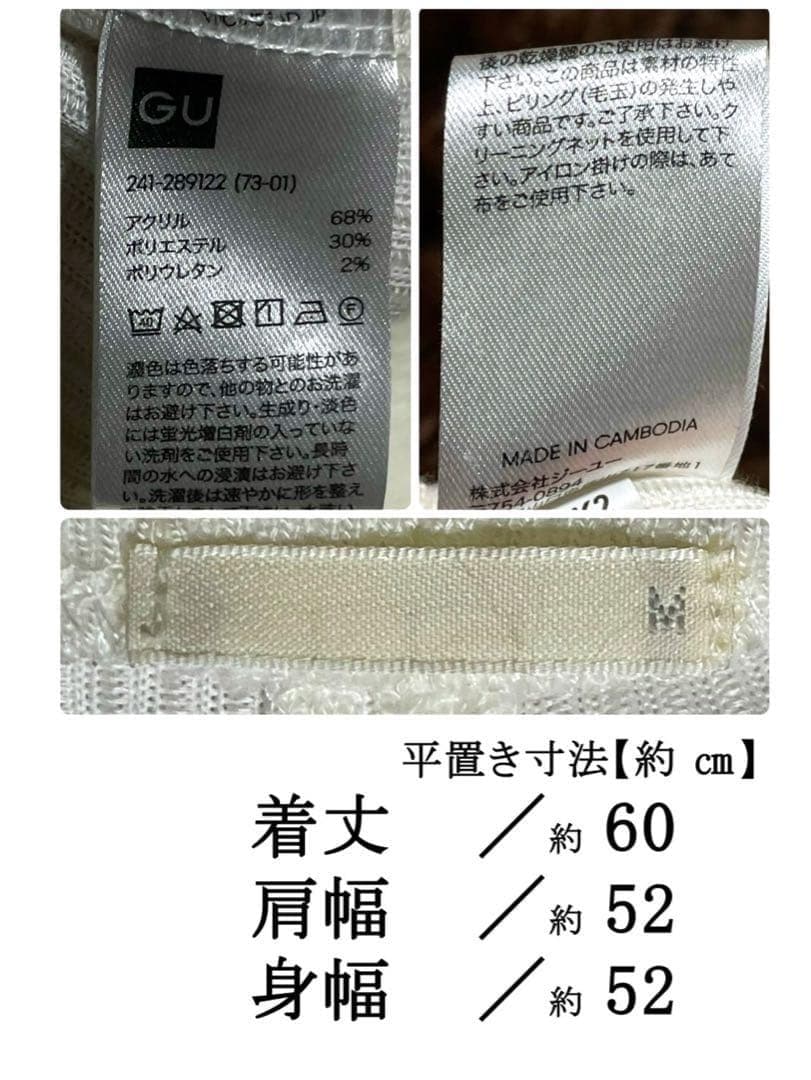 GU
241-289122 (73-01)
アクリル 68%
ポリエステル 30%
ポリウレタン 2%
40
F
濃色は色落ちする可能性があ
りますので、他の物とのお洗濯
はお避け下さい。生成り・淡色
には蛍光増白剤の入っていな
い洗剤をご使用下さい。長時
間の水への浸漬はお避け下さ
い。洗濯後は速やかに形を整え
後の乾燥機のご使用はお避け
下さい。この商品は素材の特性
上、ピリング(毛玉)の発生しや
すい商品です。ご了承下さい。ク
リーニングネットを使用して下
さい。アイロン掛けの際は、あて
布をご使用下さい。
MADE IN CAMBODIA
株式会社ジーユー
754-0894
M
平置き寸法【約 ㎝】
着丈 ／約 60
肩幅 ／約 52
身幅 ／約 52